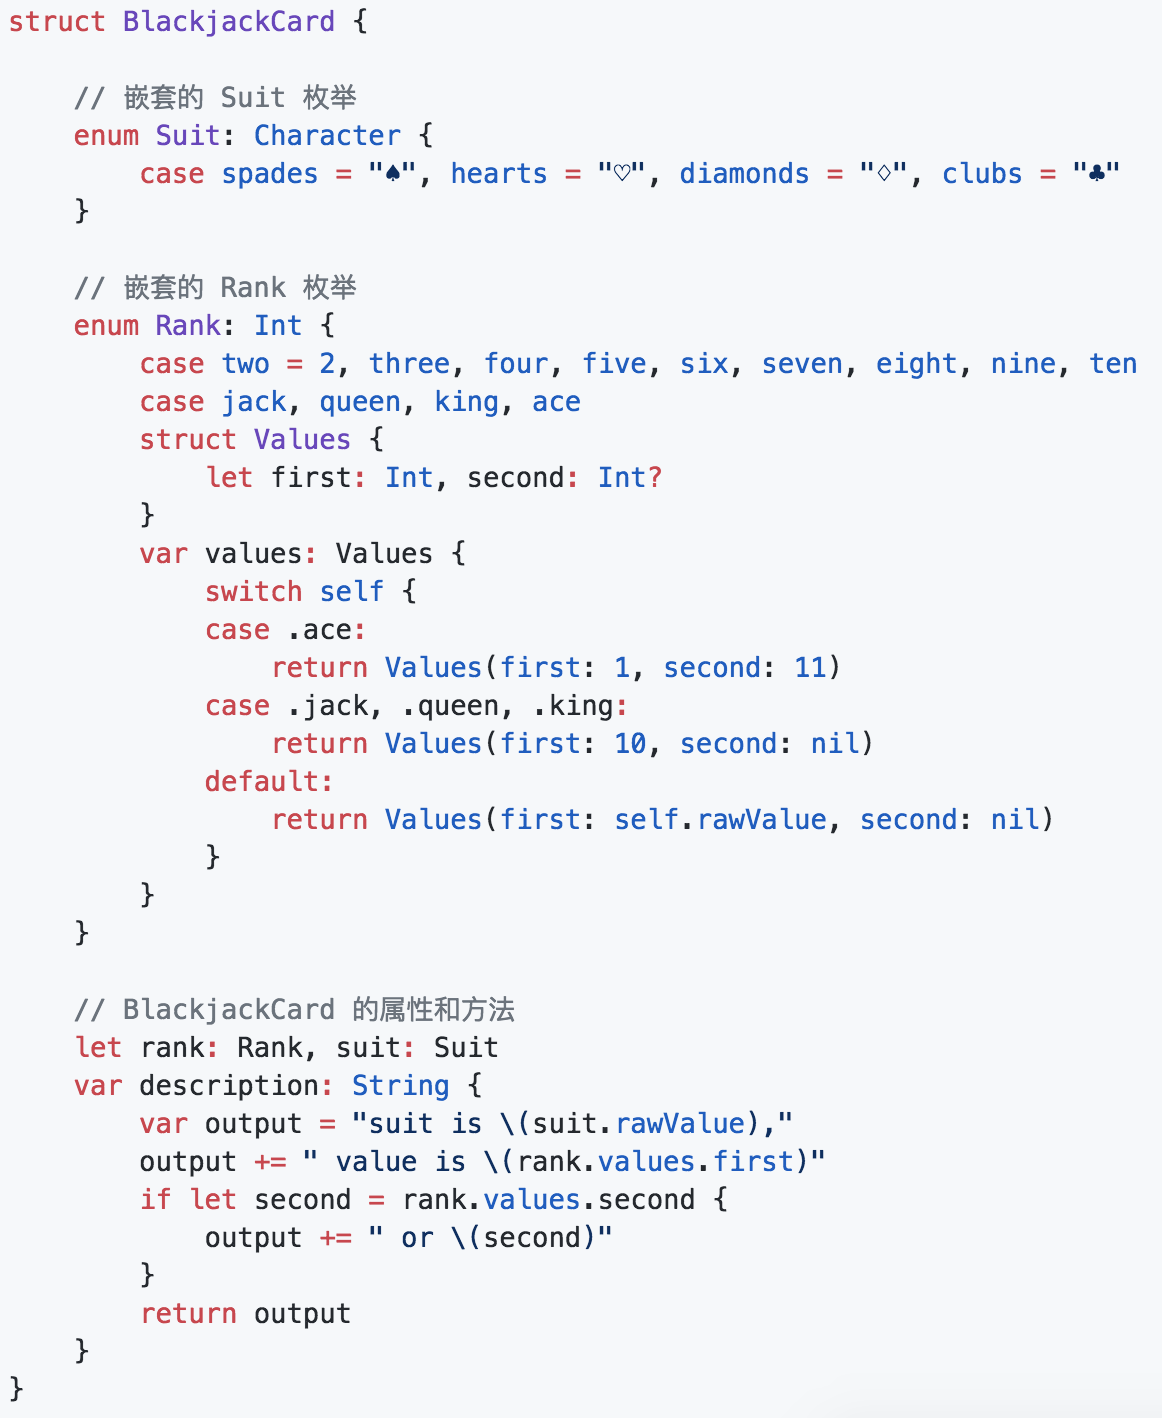 struct BlackjackCard {

    // 嵌套的 Suit 枚举
    enum Suit: Character {
        case spades = "♠", hearts = "♡", diamonds = "♢", clubs = "♣"
    }

    // 嵌套的 Rank 枚举
    enum Rank: Int {
        case two = 2, three, four, five, six, seven, eight, nine, ten
        case jack, queen, king, ace
        struct Values {
            let first: Int, second: Int?
        }
        var values: Values {
            switch self {
            case .ace:
                return Values(first: 1, second: 11)
            case .jack, .queen, .king:
                return Values(first: 10, second: nil)
            default:
                return Values(first: self.rawValue, second: nil)
            }
        }
    }

    // BlackjackCard 的属性和方法
    let rank: Rank, suit: Suit
    var description: String {
        var output = "suit is \(suit.rawValue),"
        output += " value is \(rank.values.first)"
        if let second = rank.values.second {
            output += " or \(second)"
        }
        return output
    }
}